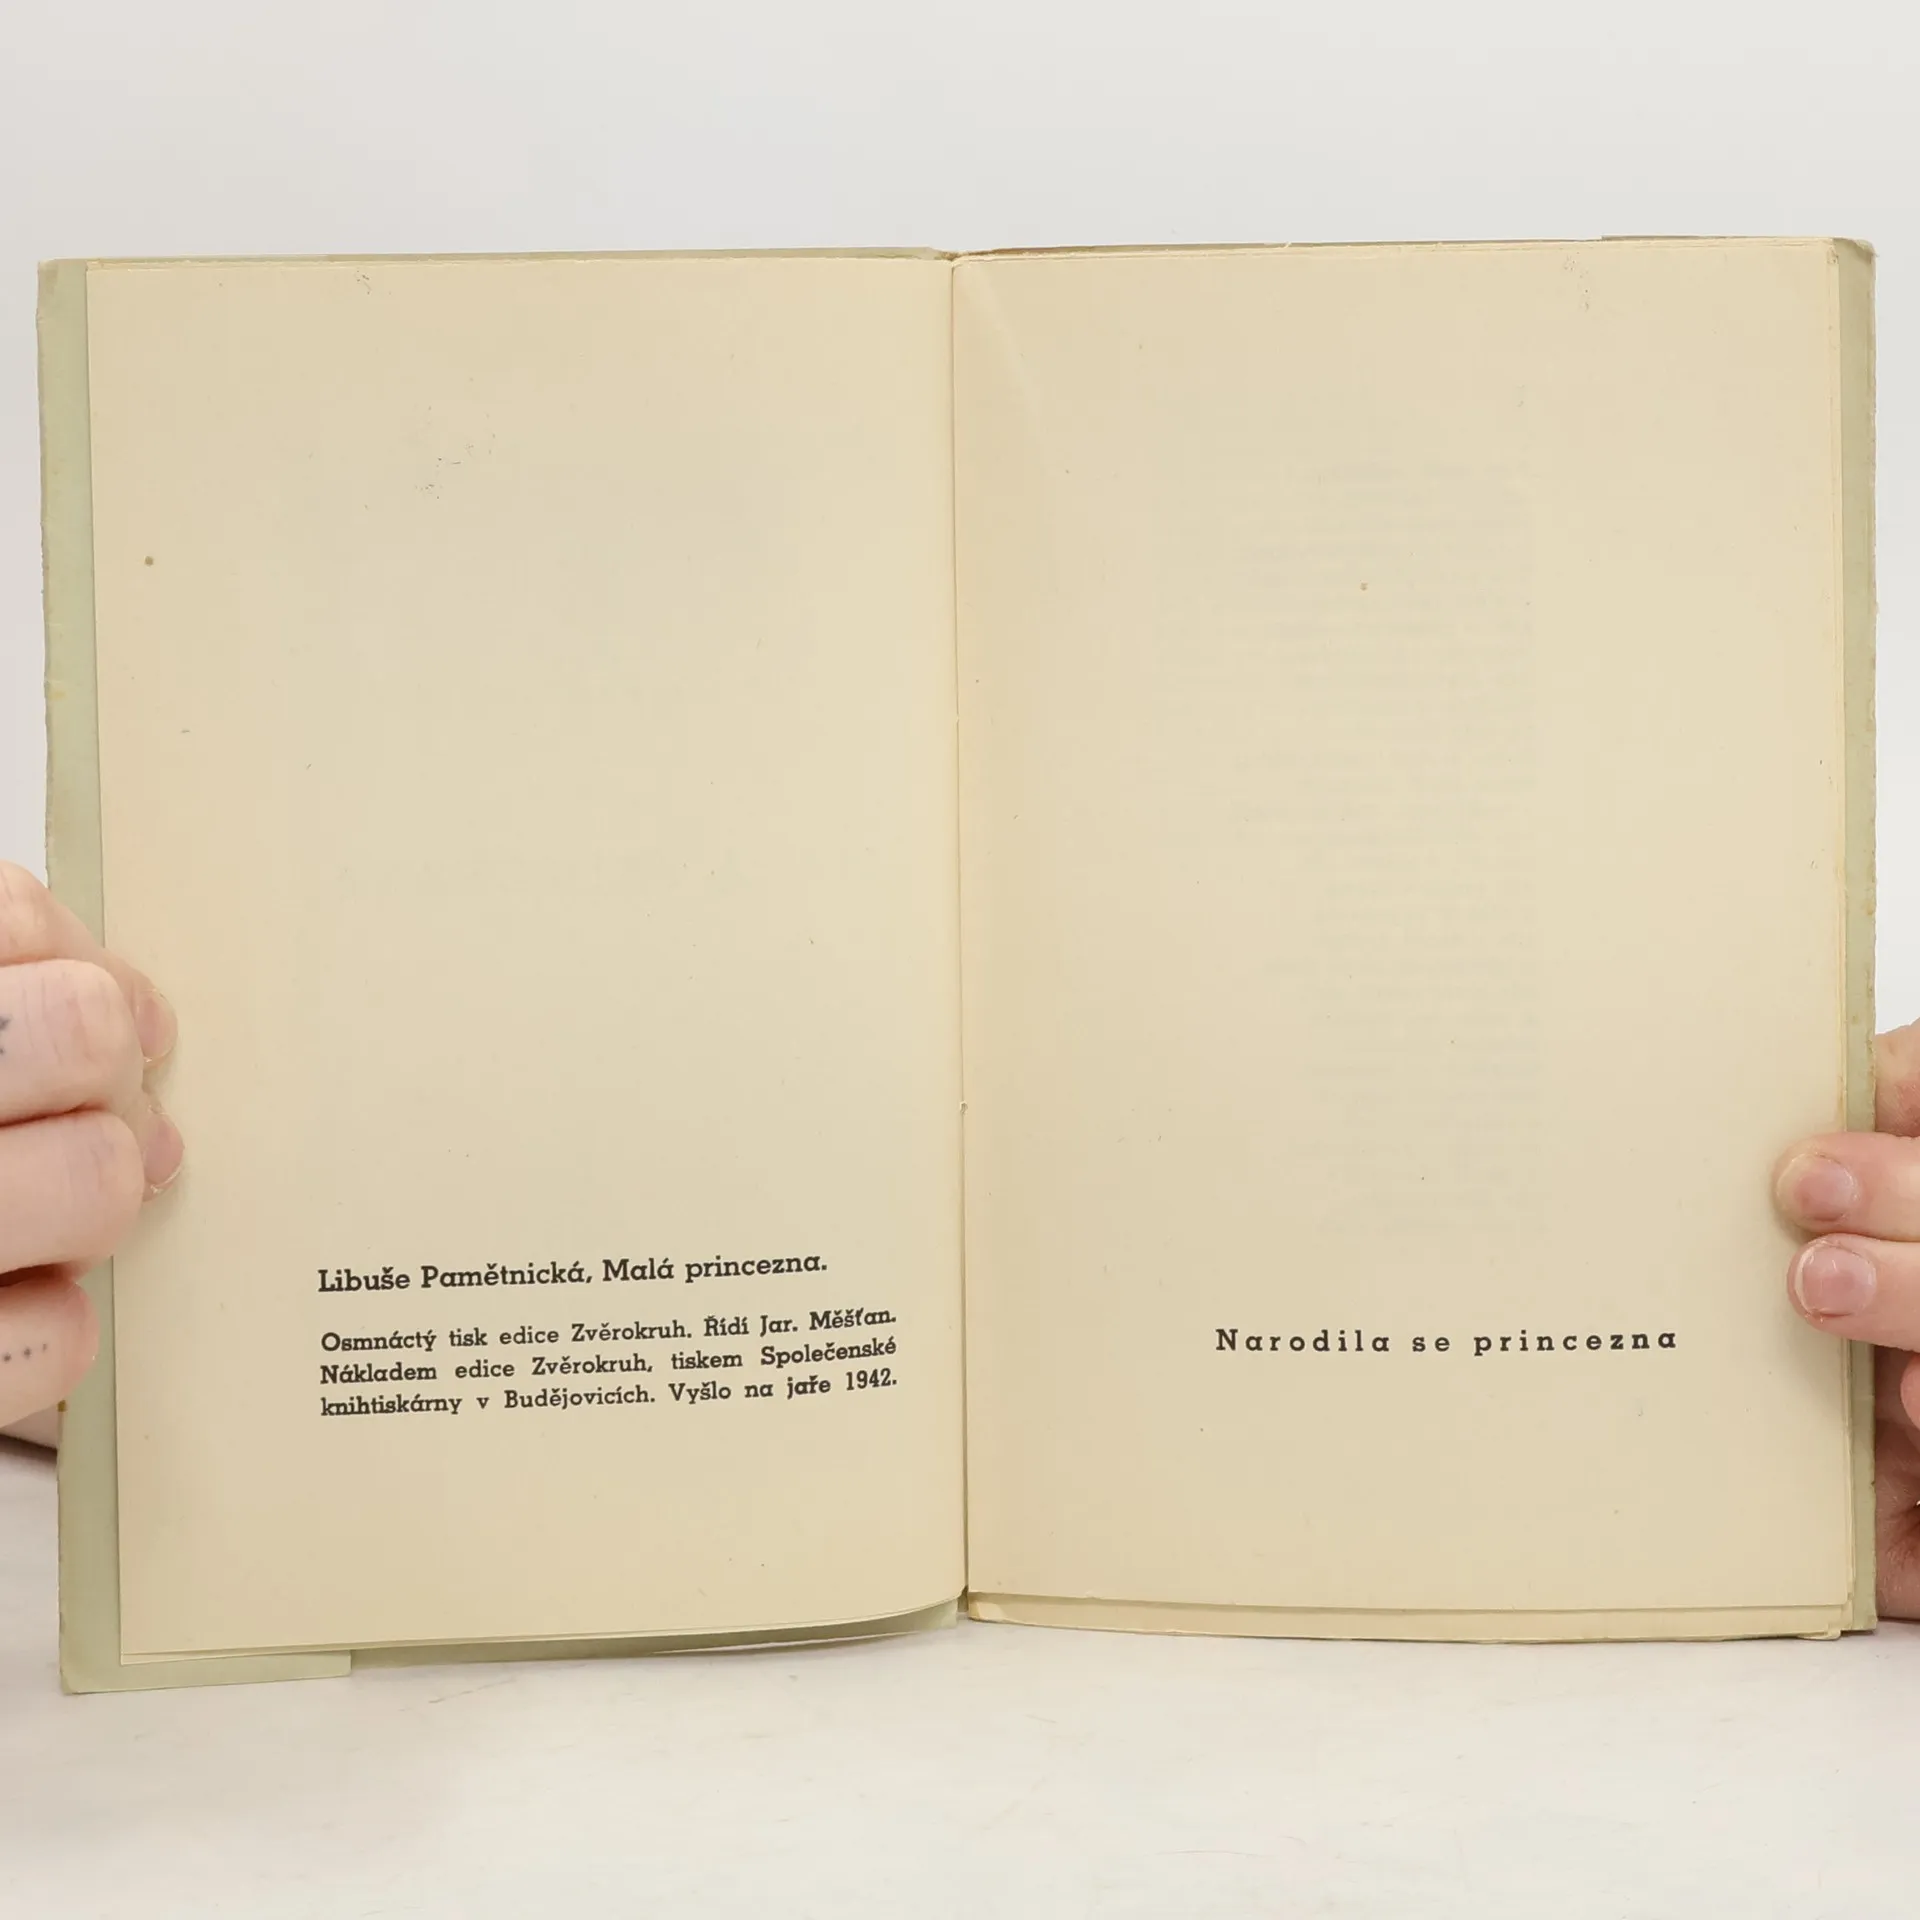 Libuše Pamětnická, Malá princezna.
Osmnáctý tisk edice Zvěrokruh. Řídí Jar. Měšťan.
Nákladem edice Zvěrokruh, tiskem Společenské
knihtiskárny v Budějovicích. Vyšlo na jaře 1942.
Narodila se princezna